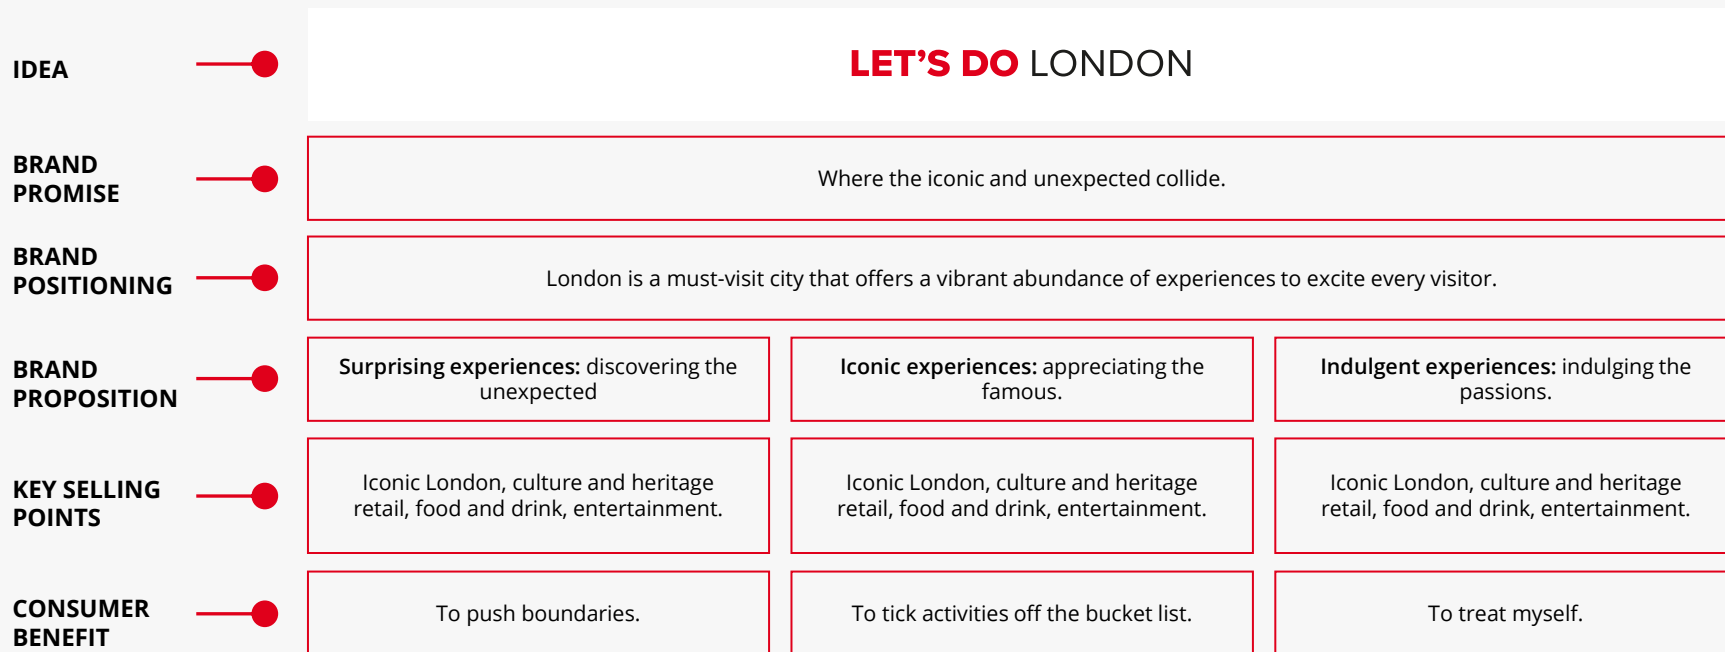 IDEA
LET’S DO LONDON
BRAND
PROMISE
Where the iconic and unexpected collide.
BRAND
POSITIONING
London is a must-visit city that offers a vibrant abundance of experiences to excite every visitor.
BRAND
PROPOSITION
Surprising experiences: discovering the
unexpected
Iconic experiences: appreciating the
famous.
Indulgent experiences: indulging the
passions.
KEY SELLING
POINTS
Iconic London, culture and heritage
retail, food and drink, entertainment.
Iconic London, culture and heritage
retail, food and drink, entertainment.
Iconic London, culture and heritage
retail, food and drink, entertainment.
CONSUMER
BENEFIT
To push boundaries.
To tick activities off the bucket list.
To treat myself.